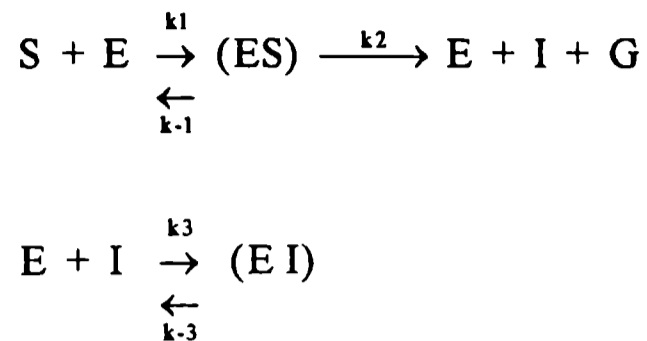 k1
S + E → (ES) —k2→ E + I + G
←
k-1
k3
E + I → (E I)
←
k-3